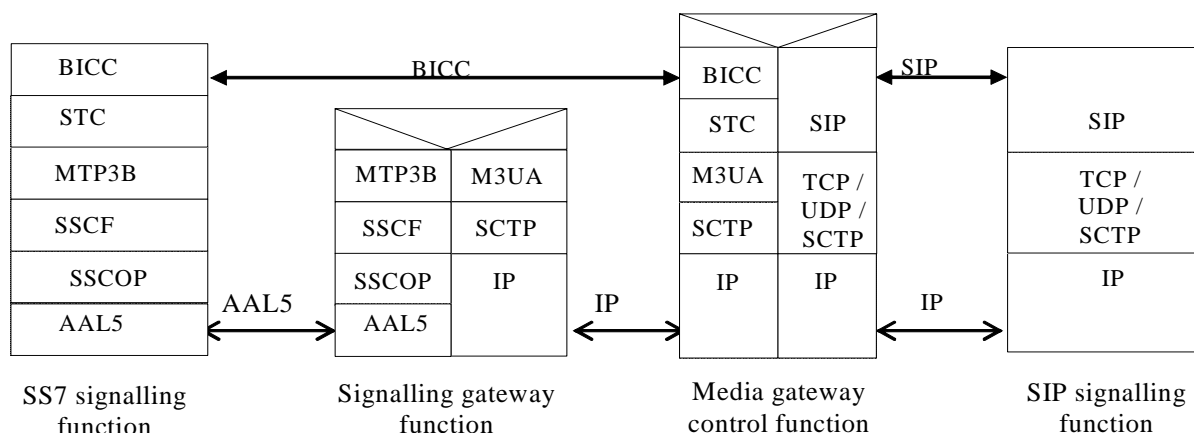 BICC
STC
MTP3B
SSCF
SSCOP
AAL5
BICC
AAL5
MTP3B
SSCF
SSCOP
AAL5
M3UA
SCTP
IP
IP
BICC
STC
M3UA
SCTP
IP
SIP
TCP /
UDP /
SCTP
IP
SIP
IP
SIP
TCP /
UDP /
SCTP
IP
SS7 signalling
function
Signalling gateway
function
Media gateway
control function
SIP signalling
function